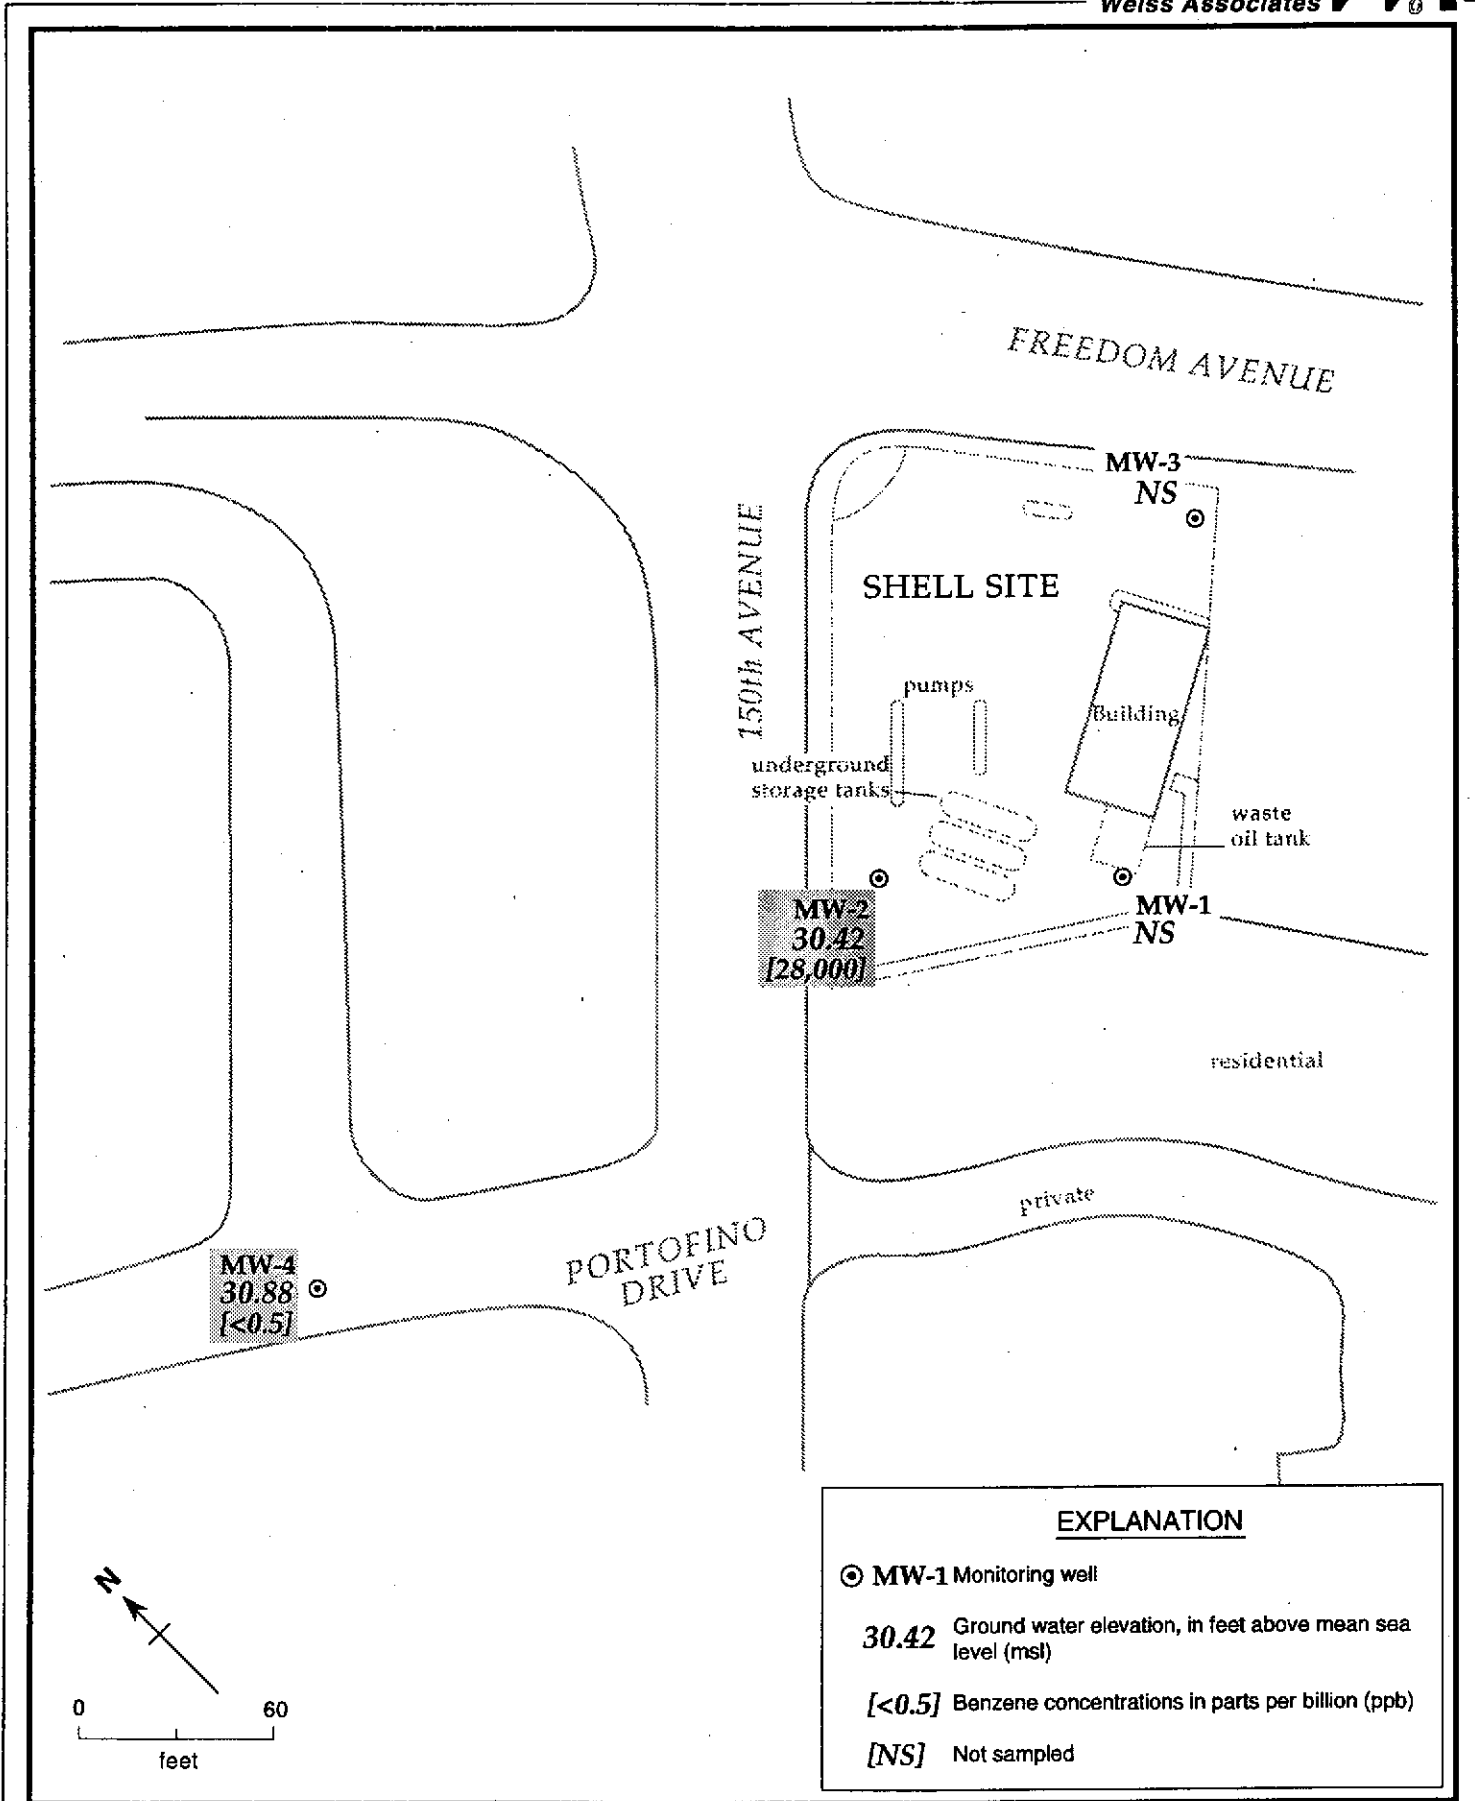 Weiss Associates
FREEDOM AVENUE
MW-3
NS
150th AVENUE
SHELL SITE
pumps
Building
underground
storage tanks
waste
oil tank
MW-2
30.42
[28,000]
MW-1
NS
residential
private
PORTOFINO
DRIVE
MW-4
30.88
[<0.5]
EXPLANATION
MW-1 Monitoring well
30.42 Ground water elevation, in feet above mean sea
level (msl)
[<0.5] Benzene concentrations in parts per billion (ppb)
[NS] Not sampled
N
0 60
feet